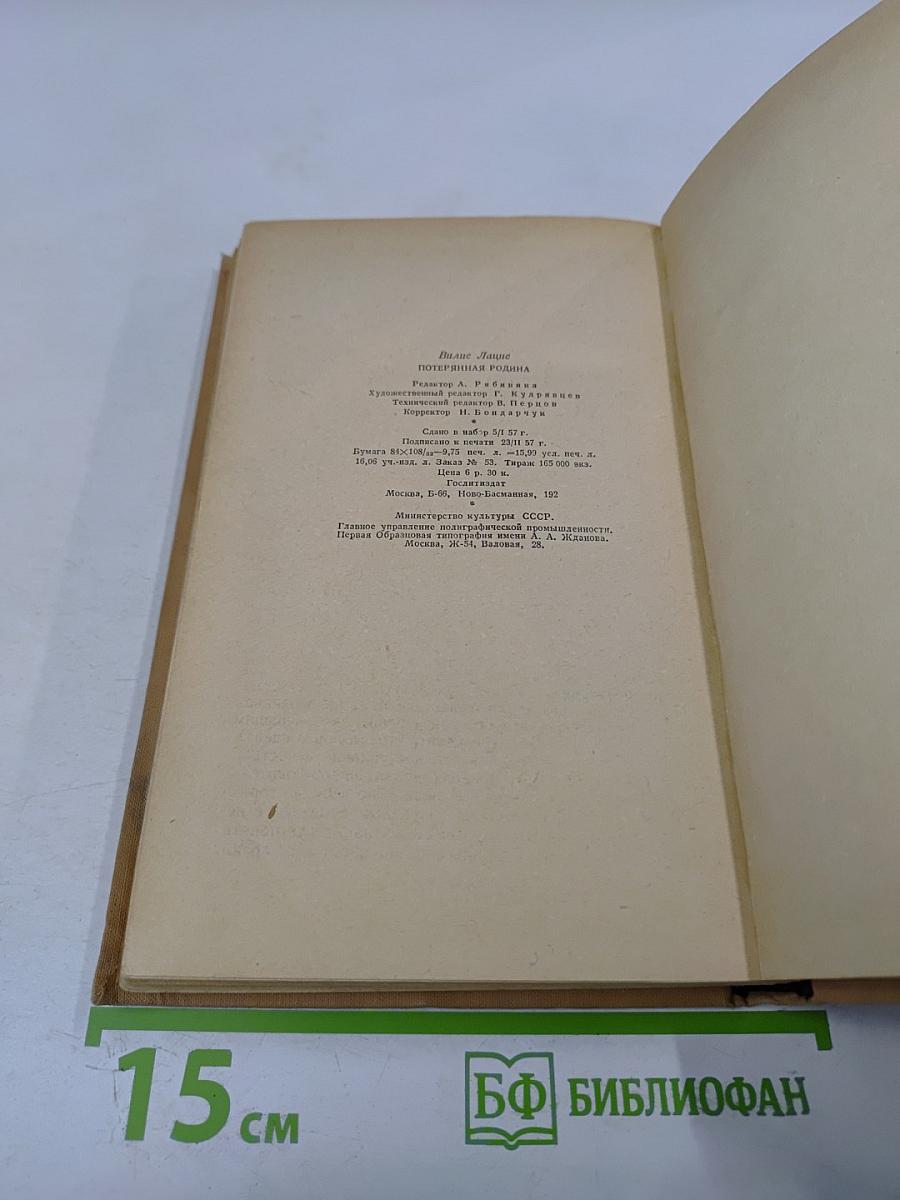 Вилис Лацис
ПОТЕРЯННАЯ РОДИНА
Редактор А. Рябинина
Художественный редактор Г. Кудрявцев
Технический редактор В. Перцов
Корректор Н. Бондарчук
*
Сдано в набор 5/I 57 г.
Подписано к печати 23/II 57 г.
Бумага 84×108/32—9,75 печ. л. =15,99 усл. печ. л.
16,06 уч.-изд. л. Заказ № 53. Тираж 165 000 экз.
Цена 6 р. 30 к.
Гослитиздат
Москва, Б-66, Ново-Басманная, 192
*
Министерство культуры СССР.
Главное управление полиграфической промышленности.
Первая Образцовая типография имени А. А. Жданова.
Москва, Ж-54, Валовая, 28.
15 см
БФ БИБЛИОФАН